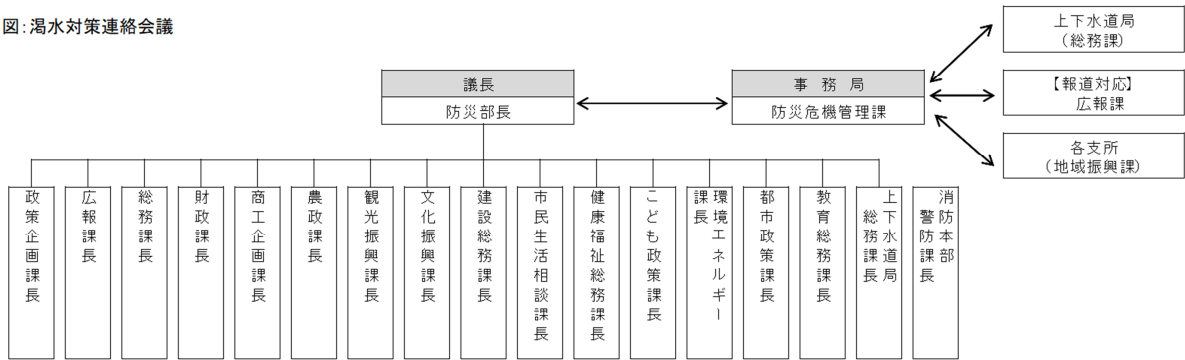 図：渇水対策連絡会議
上下水道局
（総務課）
議長
防災部長
事 務 局
防災危機管理課
【報道対応】
広報課
各支所
（地域振興課）
政策企画課長
広報課長
総務課長
財政課長
商工企画課長
農政課長
観光振興課長
文化振興課長
建設総務課長
市民生活相談課長
健康福祉総務課長
こども政策課長
環境エネルギー
課長
都市政策課長
教育総務課長
上下水道局
総務課長
消防本部
警防課長